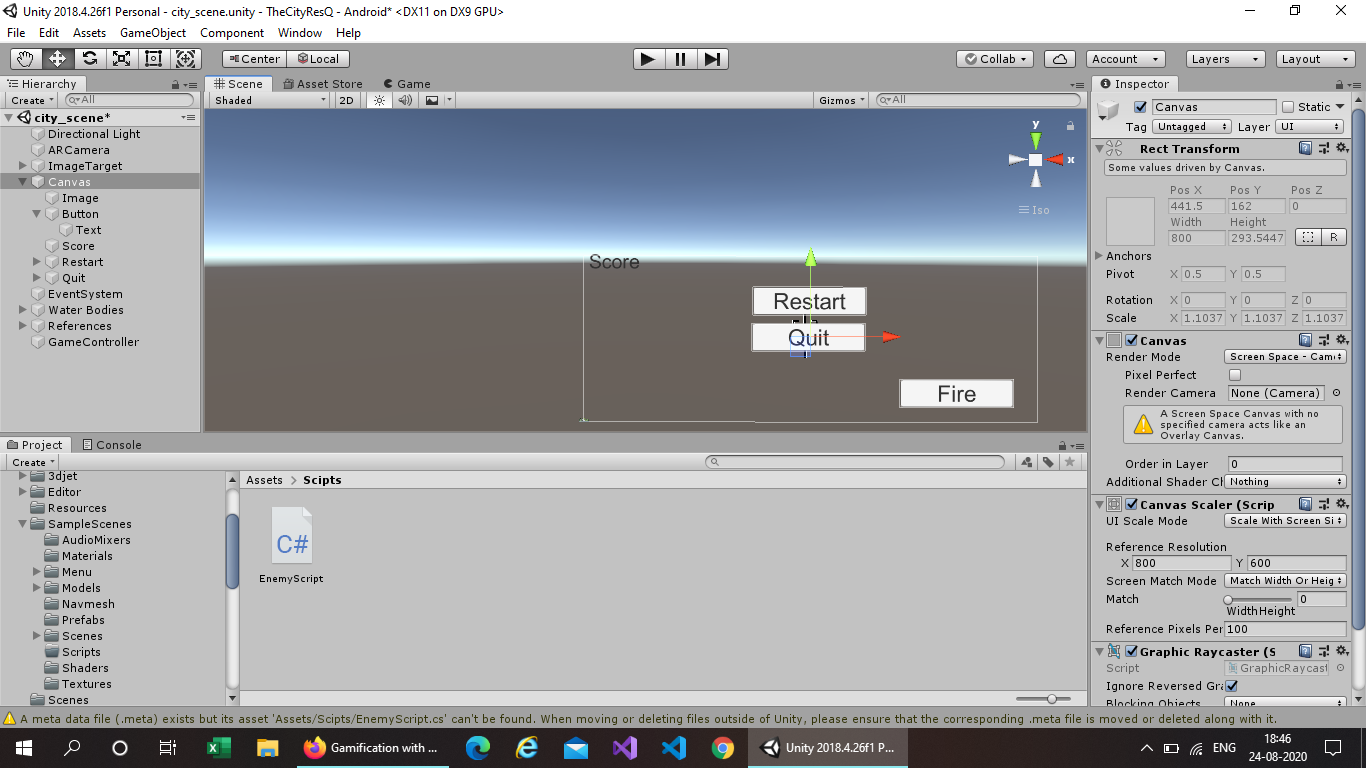 Unity 2018.4.26f1 Personal - city_scene.unity - TheCityResQ - Android* <DX11 on DX9 GPU>
File Edit Assets GameObject Component Window Help
Center Local Collab Account Layers Layout
Hierarchy
Create All
city_scene*
Directional Light
ARCamera
ImageTarget
Canvas
Image
Button
Text
Score
Restart
Quit
EventSystem
Water Bodies
References
GameController
Scene Asset Store Game
Shaded 2D Gizmos All
y
x
Iso
Score
Restart
Quit
Fire
Inspector
Canvas Static
Tag Untagged Layer UI
Rect Transform
Some values driven by Canvas.
Pos X Pos Y Pos Z
441.5 162 0
Width Height
800 293.5447 R
Anchors
Pivot X 0.5 Y 0.5
Rotation X 0 Y 0 Z 0
Scale X 1.1037 Y 1.1037 Z 1.1037
Canvas
Render Mode Screen Space - Came
Pixel Perfect
Render Camera None (Camera)
A Screen Space Canvas with no
specified camera acts like an
Overlay Canvas.
Order in Layer 0
Additional Shader Cl Nothing
Canvas Scaler (Scrip
UI Scale Mode Scale With Screen Si
Reference Resolution
X 800 Y 600
Screen Match Mode Match Width Or Heig
Match 0
Width Height
Reference Pixels Per 100
Graphic Raycaster (S
Script GraphicRaycast
Ignore Reversed Gra
Blocking Objects None
Project Console
Create
3djet
Editor
Resources
SampleScenes
AudioMixers
Materials
Menu
Models
Navmesh
Prefabs
Scenes
Scripts
Shaders
Textures
Scenes
Assets > Scipts
C#
EnemyScript
A meta data file (.meta) exists but its asset 'Assets/Scipts/EnemyScript.cs' can't be found. When moving or deleting files outside of Unity, please ensure that the corresponding .meta file is moved or deleted along with it.
Gamification with ... Unity 2018.4.26f1 P... ENG 18:46
24-08-2020